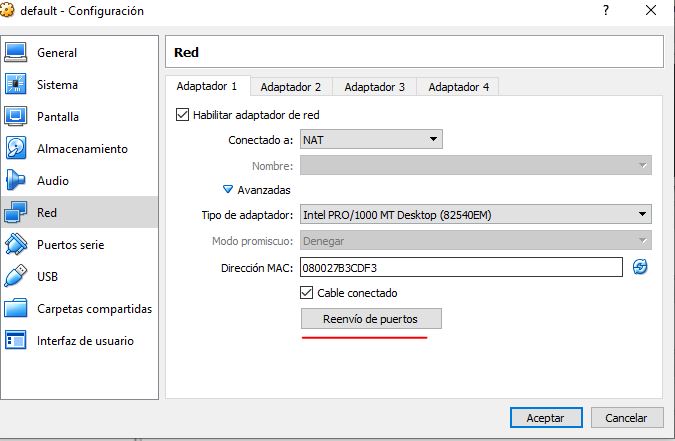 default - Configuración
General
Sistema
Pantalla
Almacenamiento
Audio
Red
Puertos serie
USB
Carpetas compartidas
Interfaz de usuario
Red
Adaptador 1 Adaptador 2 Adaptador 3 Adaptador 4
Habilitar adaptador de red
Conectado a: NAT
Nombre:
Avanzadas
Tipo de adaptador: Intel PRO/1000 MT Desktop (82540EM)
Modo promiscuo: Denegar
Dirección MAC: 080027B3CDF3
Cable conectado
Reenvío de puertos
Aceptar Cancelar